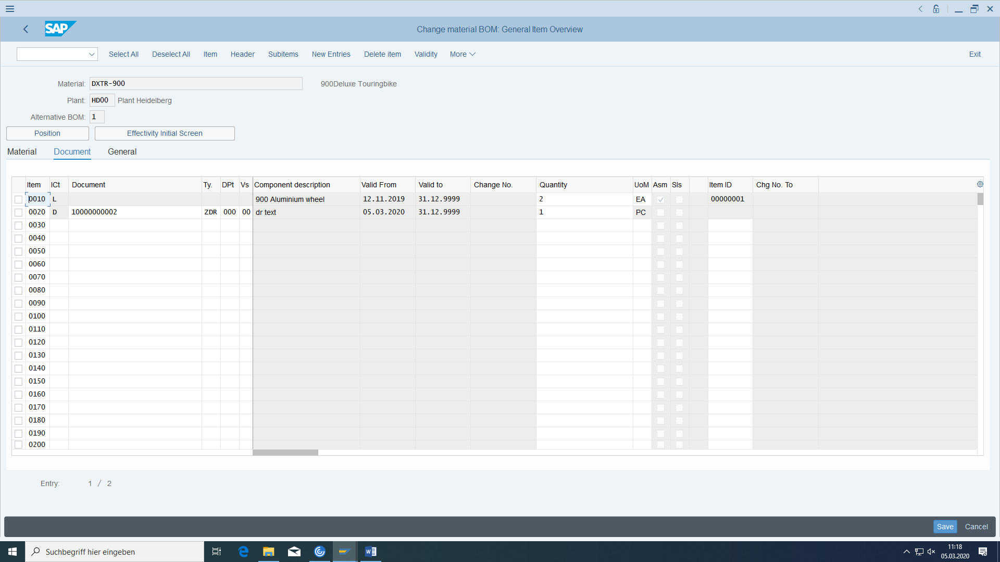 SAP Change material BOM: General Item Overview
Select All Deselect All Item Header Subitems New Entries Delete item Validity More Exit
Material: DXTR-900 900Deluxe Touringbike
Plant: HD00 Plant Heidelberg
Alternative BOM: 1
Position Effectivity Initial Screen
Material Document General
Item ICt Document Ty. DPt Vs Component description Valid From Valid to Change No. Quantity UoM Asm Sls Item ID Chg No. To
0010 L 900 Aluminium wheel 12.11.2019 31.12.9999 2 EA 00000001
0020 D 10000000002 ZDR 000 00 dr text 05.03.2020 31.12.9999 1 PC
0030
0040
0050
0060
0070
0080
0090
0100
0110
0120
0130
0140
0150
0160
0170
0180
0190
0200
Entry: 1 / 2
Save Cancel
Suchbegriff hier eingeben
11:18
05.03.2020